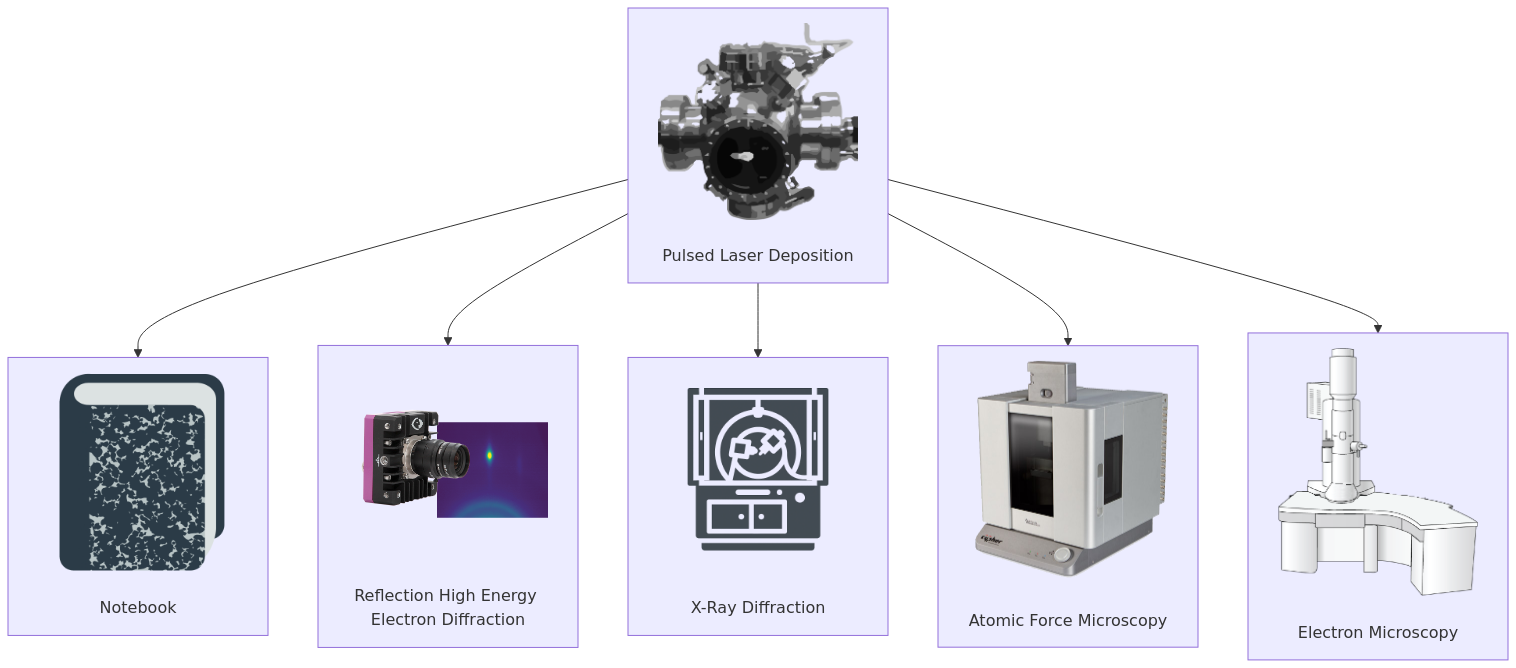 Pulsed Laser Deposition
Notebook
Reflection High Energy
Electron Diffraction
X-Ray Diffraction
Atomic Force Microscopy
Electron Microscopy